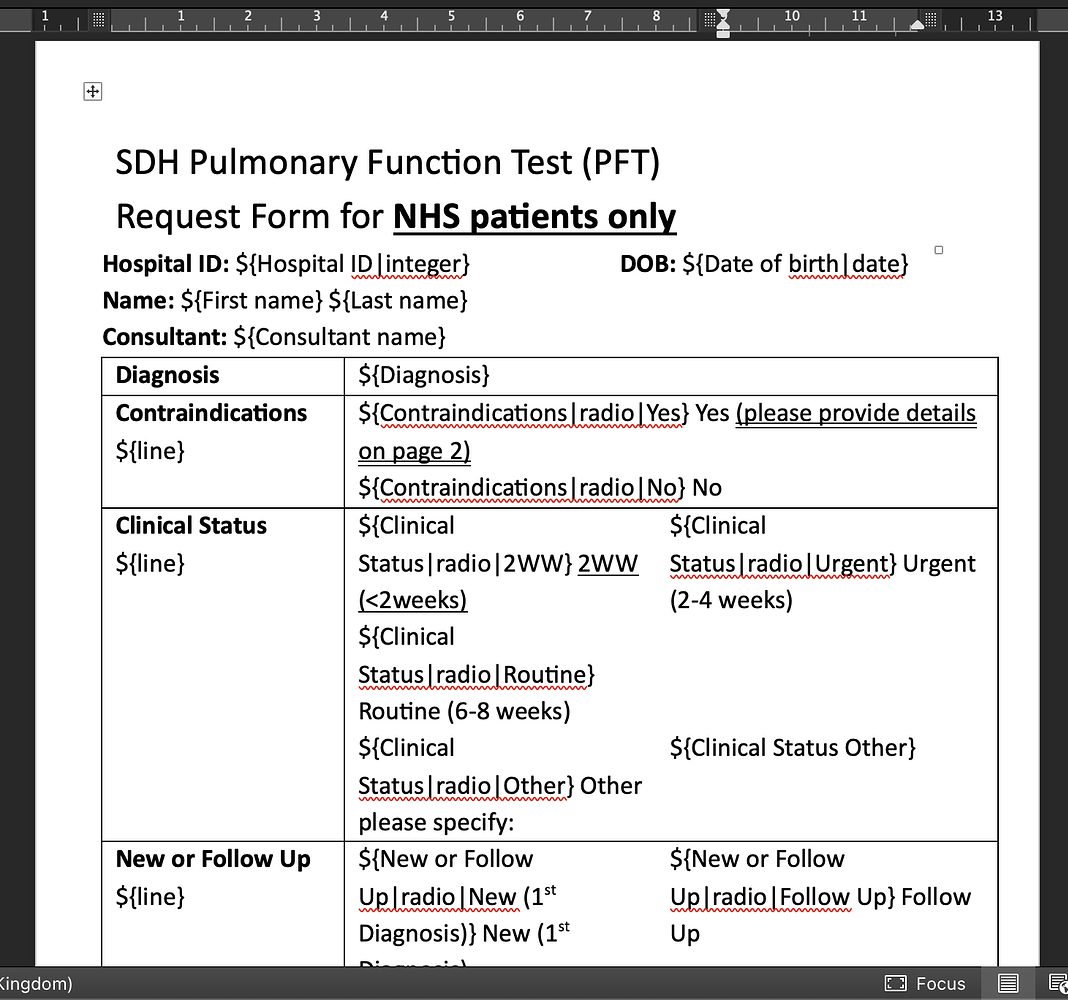 1 1 2 3 4 5 6 7 8 9 10 11 13
SDH Pulmonary Function Test (PFT)
Request Form for NHS patients only
Hospital ID: ${Hospital ID|integer} DOB: ${Date of birth|date}
Name: ${First name} ${Last name}
Consultant: ${Consultant name}
Diagnosis ${Diagnosis}
Contraindications ${Contraindications|radio|Yes} Yes (please provide details
${line} on page 2)
${Contraindications|radio|No} No
Clinical Status ${Clinical ${Clinical
${line} Status|radio|2WW} 2WW Status|radio|Urgent} Urgent
(<2weeks) (2-4 weeks)
${Clinical
Status|radio|Routine}
Routine (6-8 weeks)
${Clinical ${Clinical Status Other}
Status|radio|Other} Other
please specify:
New or Follow Up ${New or Follow ${New or Follow
${line} Up|radio|New (1st Up|radio|Follow Up} Follow
Diagnosis)} New (1st Up
Diagnosis)
Kingdom) Focus